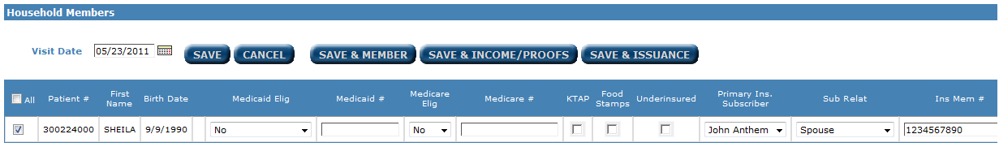 Household Members
Visit Date 05/23/2011 SAVE CANCEL SAVE & MEMBER SAVE & INCOME/PROOFS SAVE & ISSUANCE
All Patient # First Name Birth Date Medicaid Elig Medicaid # Medicare Elig Medicare # KTAP Food Stamps Underinsured Primary Ins. Subscriber Sub Relat Ins Mem #
300224000 SHEILA 9/9/1990 No No John Anthem Spouse 1234567890